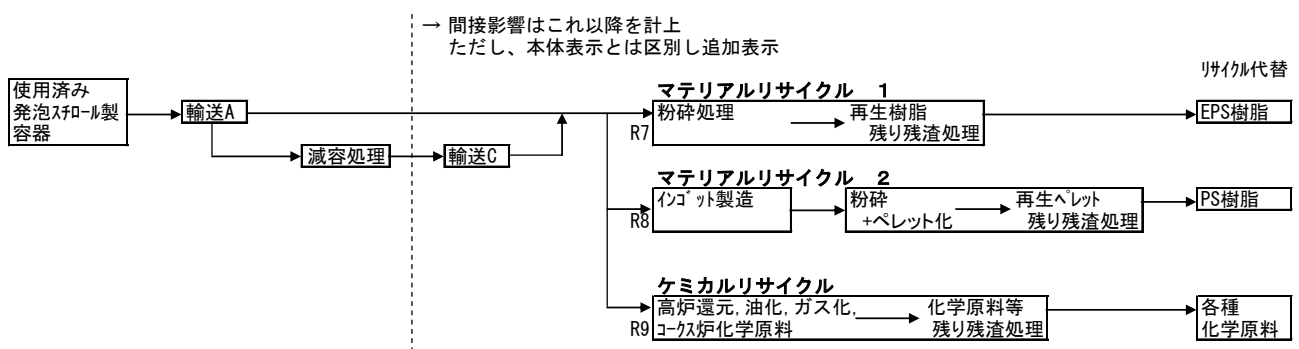 → 間接影響はこれ以降を計上
ただし、本体表示とは区別し追加表示
ﾘｻｲｸﾙ代替
使用済み
発泡ｽﾁﾛｰﾙ製
容器
輸送A
減容処理
輸送C
マテリアルリサイクル 1
R7
粉砕処理
再生樹脂
残り残渣処理
EPS樹脂
マテリアルリサイクル 2
R8
ｲﾝｺﾞｯﾄ製造
粉砕
+ペレット化
再生ﾍﾟﾚｯﾄ
残り残渣処理
PS樹脂
ケミカルリサイクル
R9
高炉還元,油化,ガス化,
ｺｰｸｽ炉化学原料
化学原料等
残り残渣処理
各種
化学原料